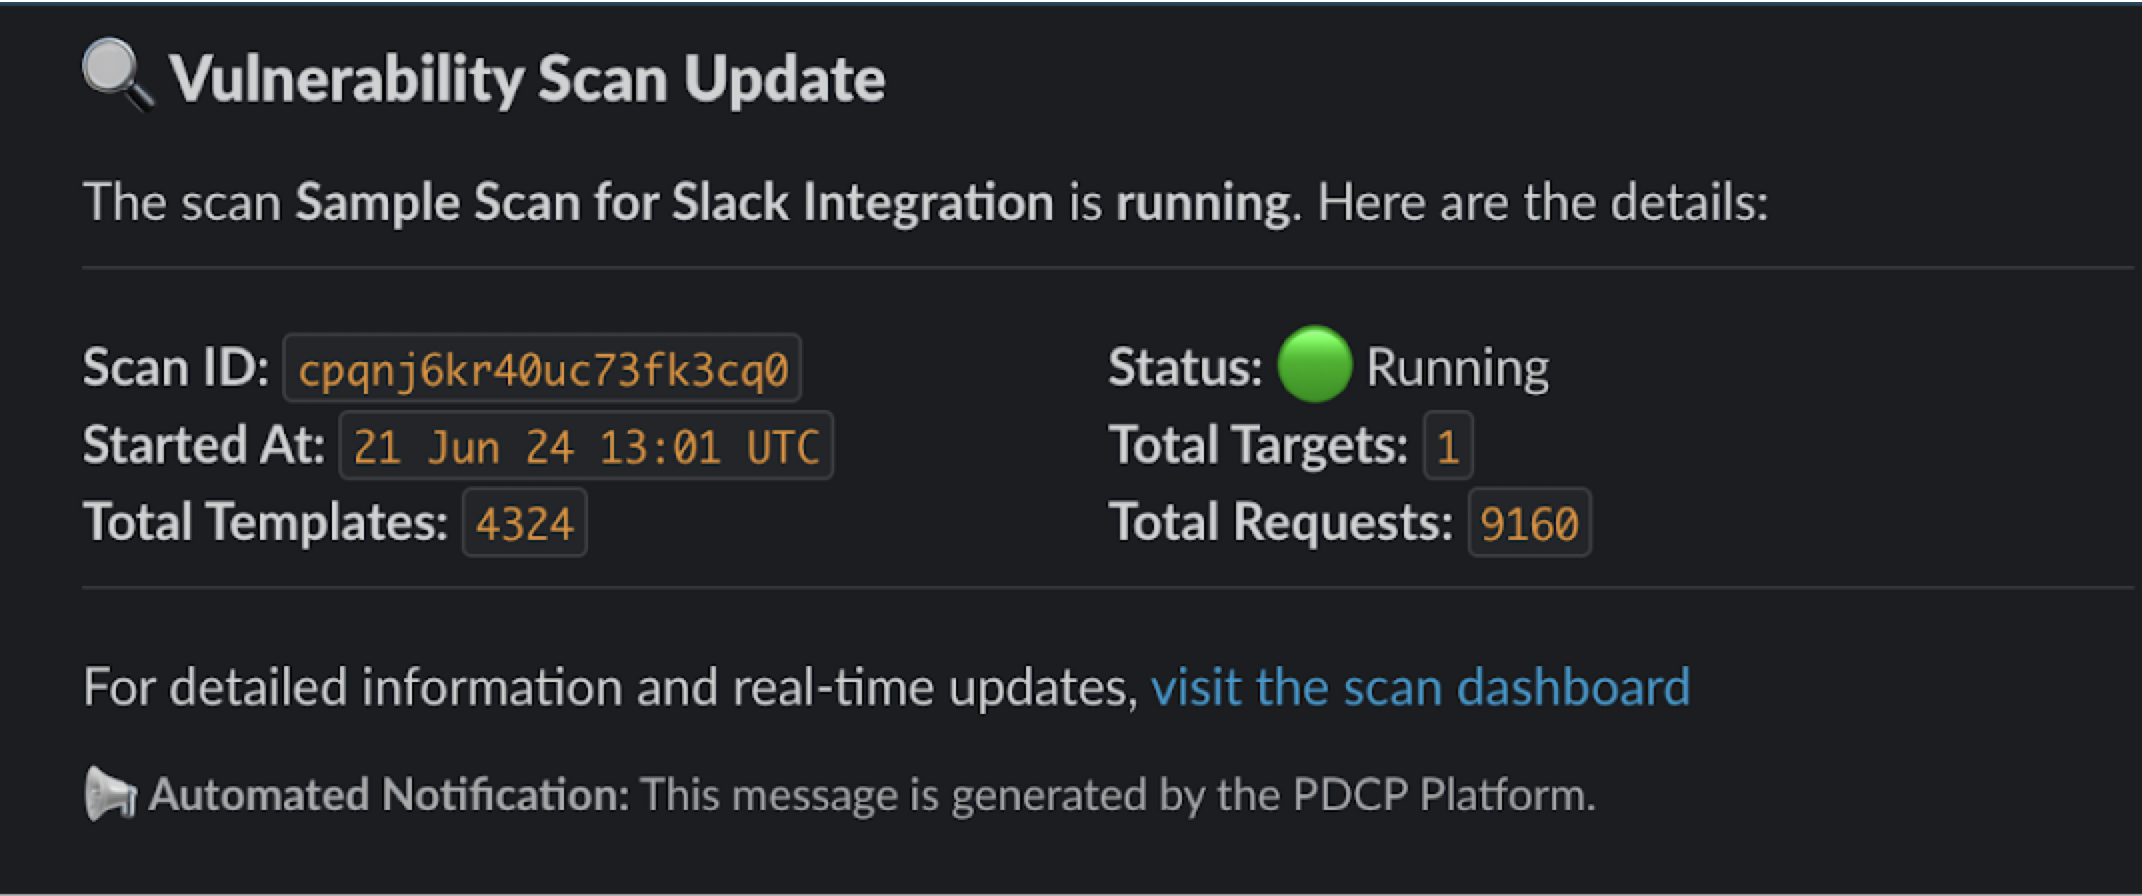 Vulnerability Scan Update
The scan Sample Scan for Slack Integration is running. Here are the details:
Scan ID: cpqnj6kr40uc73fk3cq0
Status: Running
Started At: 21 Jun 24 13:01 UTC
Total Targets: 1
Total Templates: 4324
Total Requests: 9160
For detailed information and real-time updates, visit the scan dashboard
Automated Notification: This message is generated by the PDCP Platform.